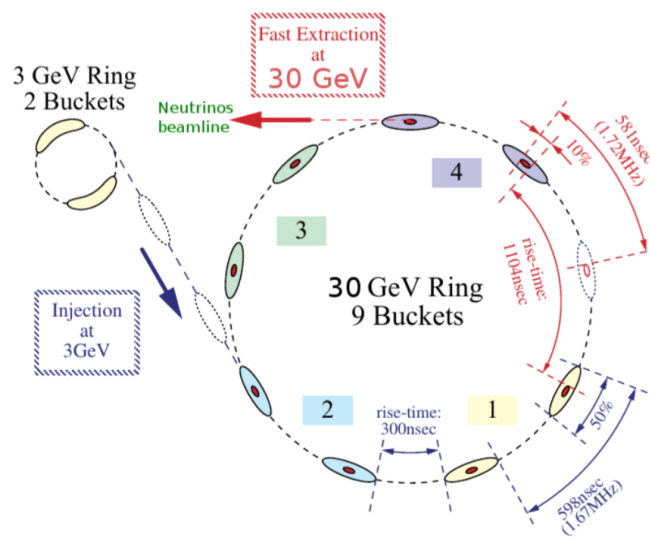 Fast Extraction
at
30 GeV
3 GeV Ring
2 Buckets
Neutrinos
beamline
581nsec
(1.72MHz)
10%
4
3
rise-time:
1104nsec
30 GeV Ring
9 Buckets
Injection
at
3GeV
2
rise-time:
300nsec
1
50%
598nsec
(1.67MHz)